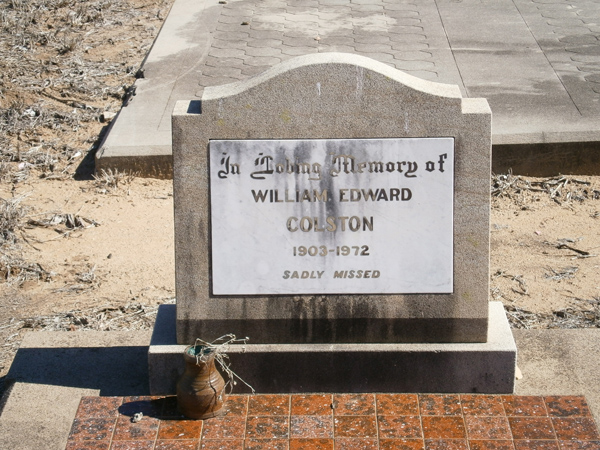 In Loving Memory of
WILLIAM EDWARD
COLSTON
1903-1972
SADLY MISSED